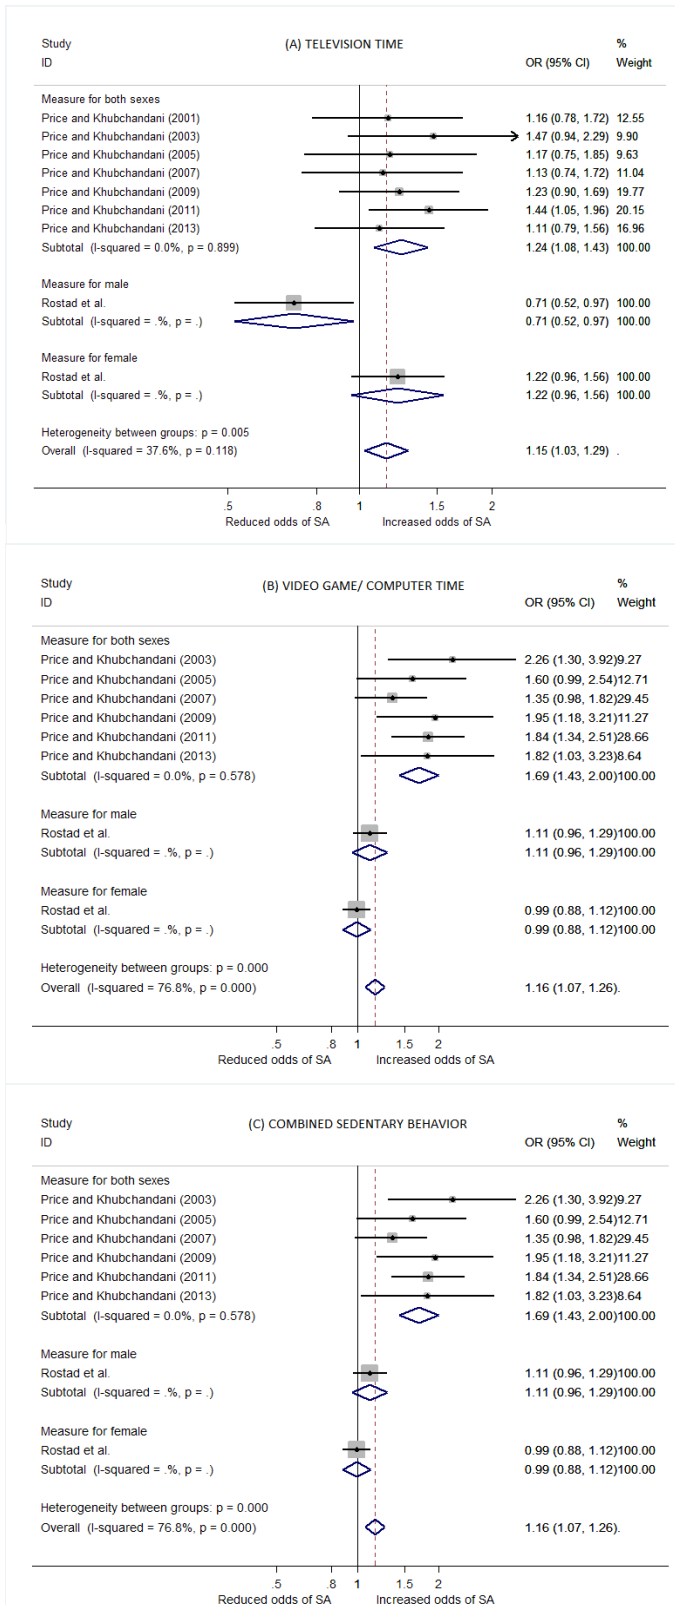 Study (A) TELEVISION TIME %
ID OR (95% CI) Weight
Measure for both sexes
Price and Khubchandani (2001) 1.16 (0.78, 1.72) 12.55
Price and Khubchandani (2003) 1.47 (0.94, 2.29) 9.90
Price and Khubchandani (2005) 1.17 (0.75, 1.85) 9.63
Price and Khubchandani (2007) 1.13 (0.74, 1.72) 11.04
Price and Khubchandani (2009) 1.23 (0.90, 1.69) 19.77
Price and Khubchandani (2011) 1.44 (1.05, 1.96) 20.15
Price and Khubchandani (2013) 1.11 (0.79, 1.56) 16.96
Subtotal (I-squared = 0.0%, p = 0.899) 1.24 (1.08, 1.43) 100.00
Measure for male
Rostad et al. 0.71 (0.52, 0.97) 100.00
Subtotal (I-squared = .%, p = .) 0.71 (0.52, 0.97) 100.00
Measure for female
Rostad et al. 1.22 (0.96, 1.56) 100.00
Subtotal (I-squared = .%, p = .) 1.22 (0.96, 1.56) 100.00
Heterogeneity between groups: p = 0.005
Overall (I-squared = 37.6%, p = 0.118) 1.15 (1.03, 1.29) .
.5 .8 1 1.5 2
Reduced odds of SA Increased odds of SA
Study (B) VIDEO GAME/ COMPUTER TIME %
ID OR (95% CI) Weight
Measure for both sexes
Price and Khubchandani (2003) 2.26 (1.30, 3.92)9.27
Price and Khubchandani (2005) 1.60 (0.99, 2.54)12.71
Price and Khubchandani (2007) 1.35 (0.98, 1.82)29.45
Price and Khubchandani (2009) 1.95 (1.18, 3.21)11.27
Price and Khubchandani (2011) 1.84 (1.34, 2.51)28.66
Price and Khubchandani (2013) 1.82 (1.03, 3.23)8.64
Subtotal (I-squared = 0.0%, p = 0.578) 1.69 (1.43, 2.00)100.00
Measure for male
Rostad et al. 1.11 (0.96, 1.29)100.00
Subtotal (I-squared = .%, p = .) 1.11 (0.96, 1.29)100.00
Measure for female
Rostad et al. 0.99 (0.88, 1.12)100.00
Subtotal (I-squared = .%, p = .) 0.99 (0.88, 1.12)100.00
Heterogeneity between groups: p = 0.000
Overall (I-squared = 76.8%, p = 0.000) 1.16 (1.07, 1.26).
.5 .8 1 1.5 2
Reduced odds of SA Increased odds of SA
Study (C) COMBINED SEDENTARY BEHAVIOR %
ID OR (95% CI) Weight
Measure for both sexes
Price and Khubchandani (2003) 2.26 (1.30, 3.92)9.27
Price and Khubchandani (2005) 1.60 (0.99, 2.54)12.71
Price and Khubchandani (2007) 1.35 (0.98, 1.82)29.45
Price and Khubchandani (2009) 1.95 (1.18, 3.21)11.27
Price and Khubchandani (2011) 1.84 (1.34, 2.51)28.66
Price and Khubchandani (2013) 1.82 (1.03, 3.23)8.64
Subtotal (I-squared = 0.0%, p = 0.578) 1.69 (1.43, 2.00)100.00
Measure for male
Rostad et al. 1.11 (0.96, 1.29)100.00
Subtotal (I-squared = .%, p = .) 1.11 (0.96, 1.29)100.00
Measure for female
Rostad et al. 0.99 (0.88, 1.12)100.00
Subtotal (I-squared = .%, p = .) 0.99 (0.88, 1.12)100.00
Heterogeneity between groups: p = 0.000
Overall (I-squared = 76.8%, p = 0.000) 1.16 (1.07, 1.26).
.5 .8 1 1.5 2
Reduced odds of SA Increased odds of SA